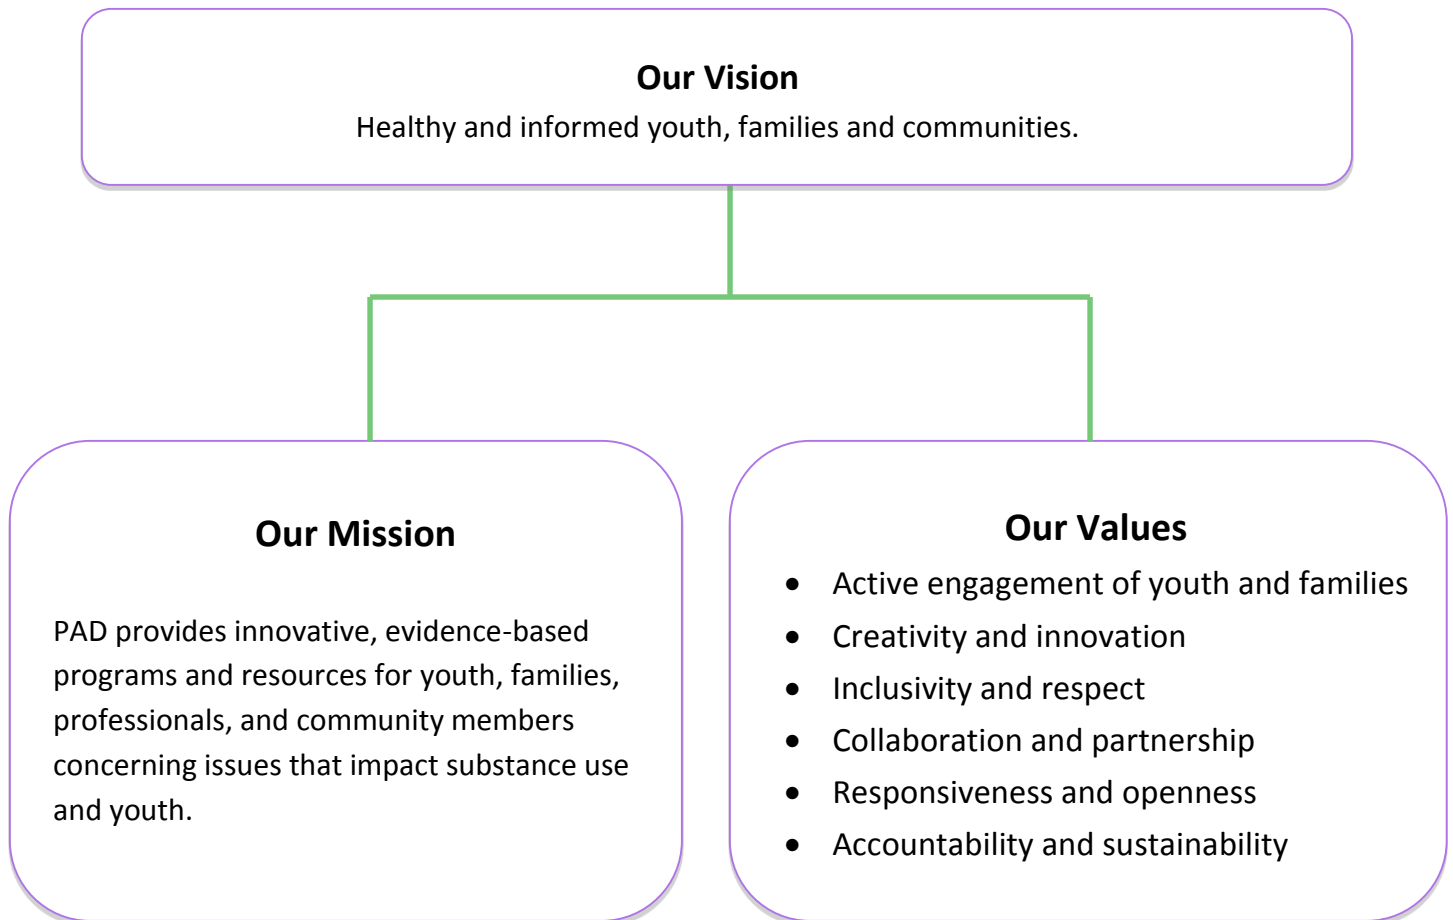 Our Vision
Healthy and informed youth, families and communities.
Our Mission
PAD provides innovative, evidence-based
programs and resources for youth, families,
professionals, and community members
concerning issues that impact substance use
and youth.
Our Values
• Active engagement of youth and families
• Creativity and innovation
• Inclusivity and respect
• Collaboration and partnership
• Responsiveness and openness
• Accountability and sustainability